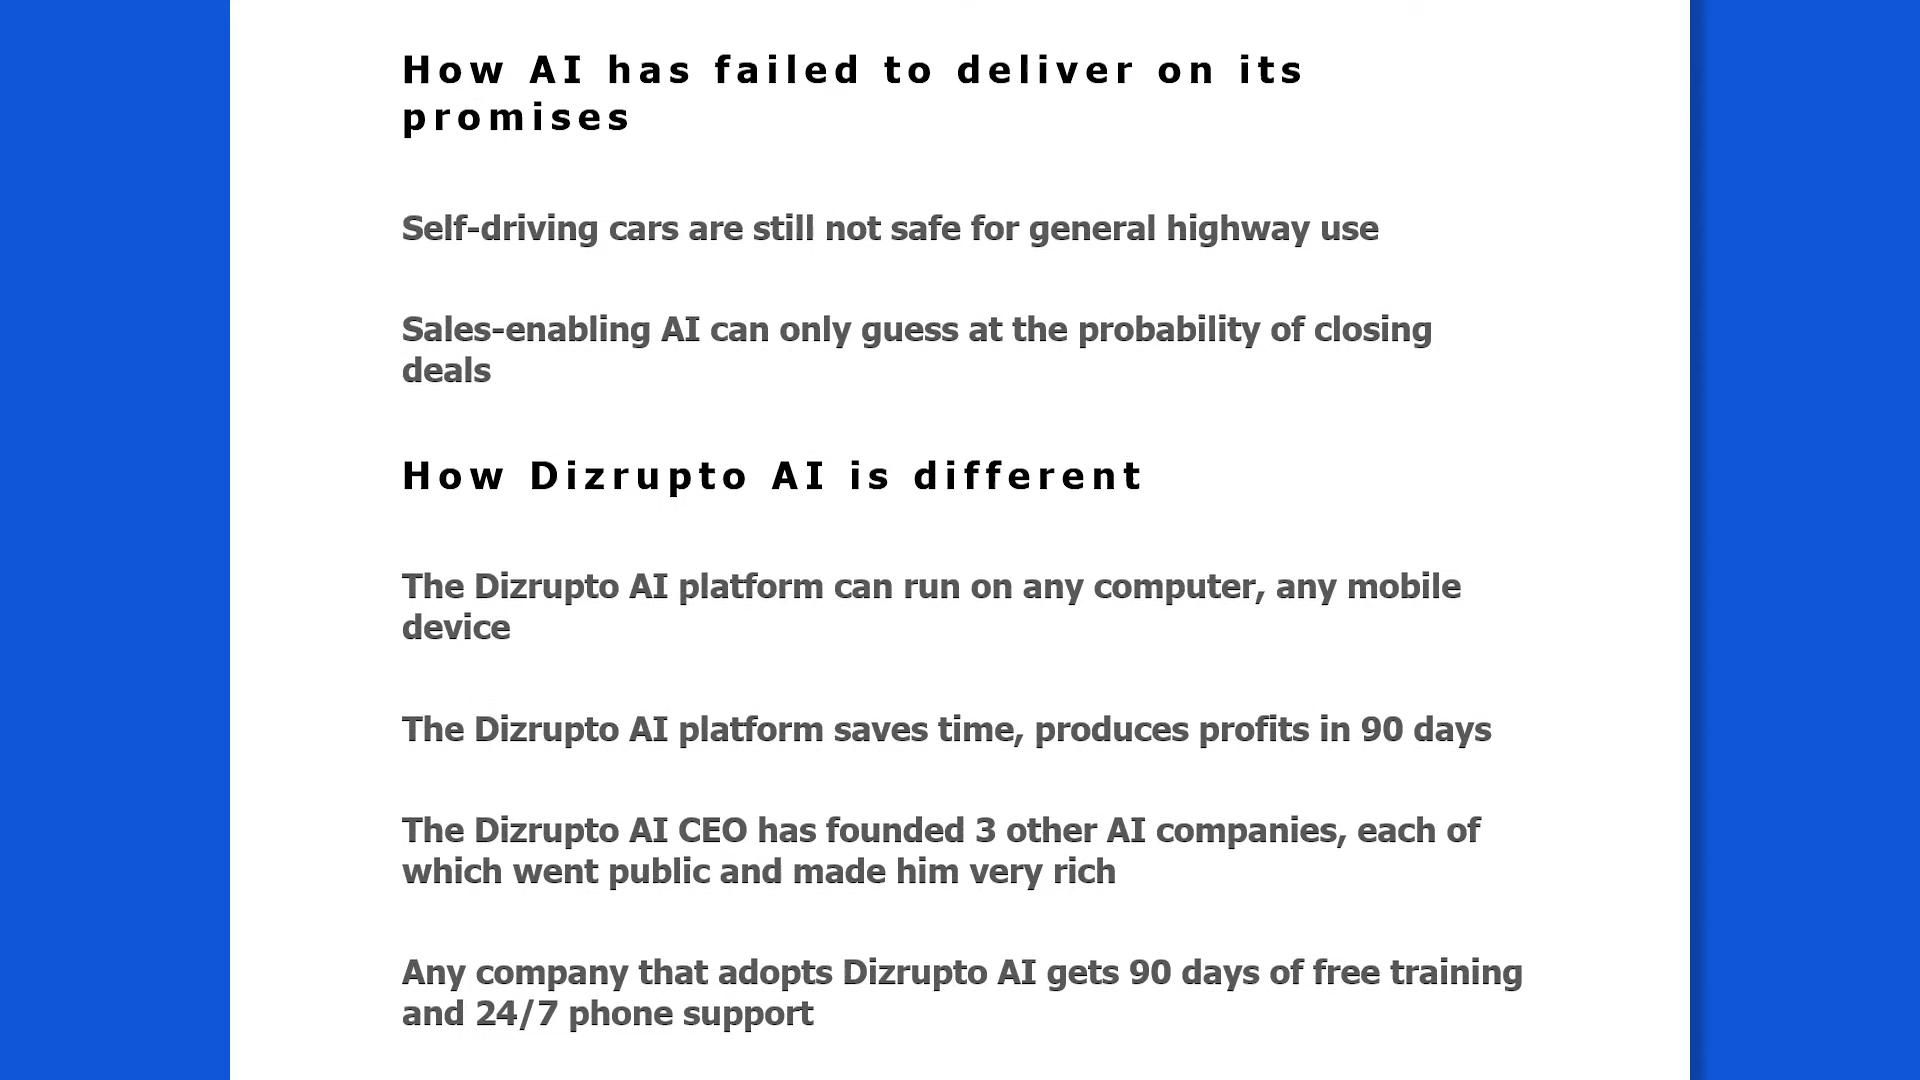 How AI has failed to deliver on its
promises
Self-driving cars are still not safe for general highway use
Sales-enabling AI can only guess at the probability of closing
deals
How Dizrupto AI is different
The Dizrupto AI platform can run on any computer, any mobile
device
The Dizrupto AI platform saves time, produces profits in 90 days
The Dizrupto AI CEO has founded 3 other AI companies, each of
which went public and made him very rich
Any company that adopts Dizrupto AI gets 90 days of free training
and 24/7 phone support